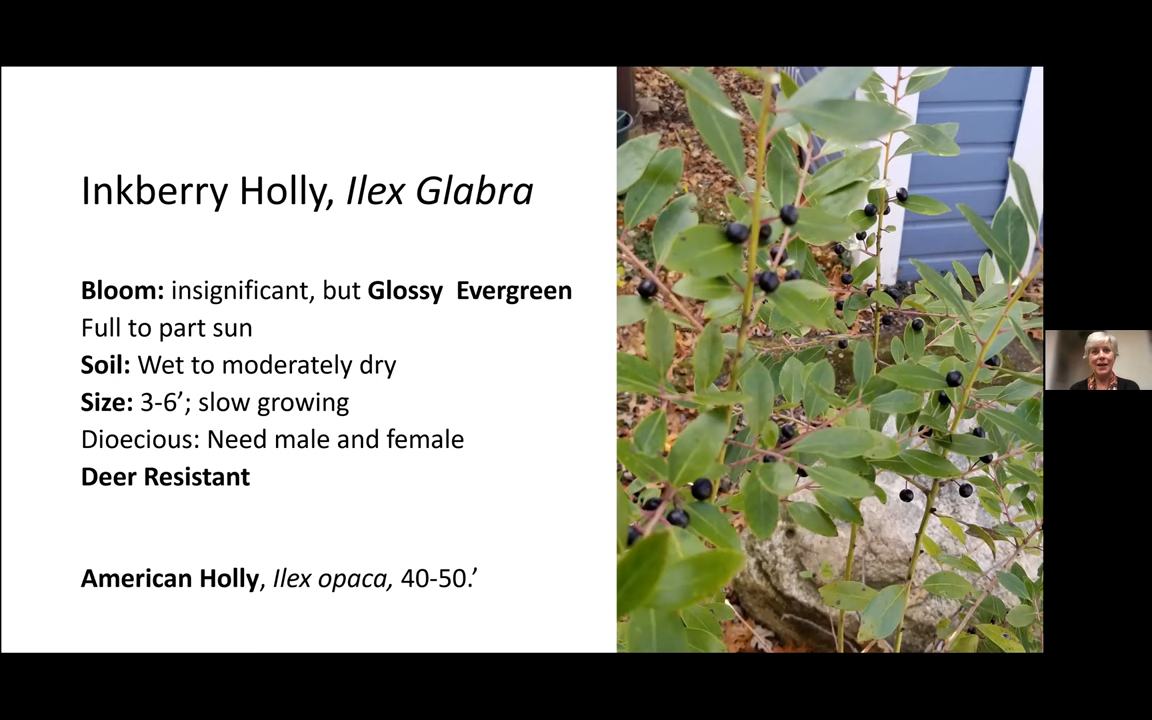 Inkberry Holly, Ilex Glabra
Bloom: insignificant, but Glossy  Evergreen
Full to part sun
Soil: Wet to moderately dry
Size: 3-6’; slow growing
Dioecious: Need male and female
Deer Resistant
American Holly, Ilex opaca, 40-50.’